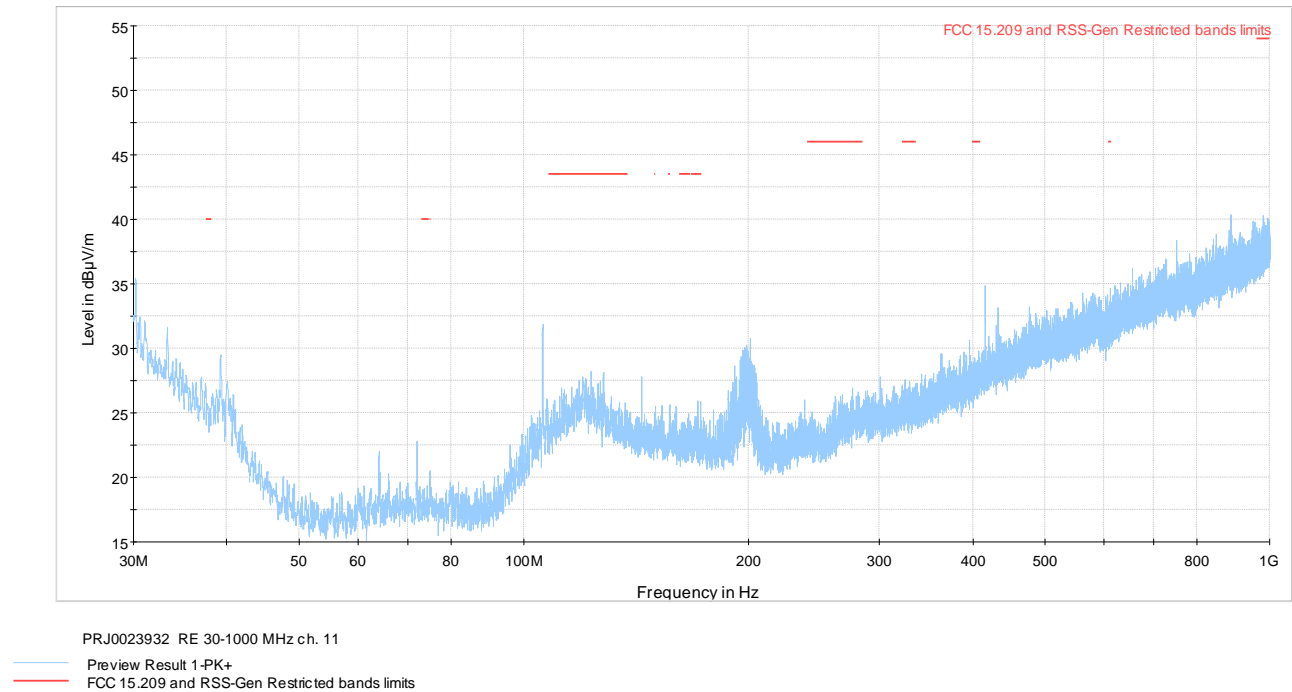 FCC 15.209 and RSS-Gen Restricted bands limits
55
50
45
40
35
30
25
20
15
Level in dBµV/m
30M 50 60 80 100M 200 300 400 500 800 1G
Frequency in Hz
PRJ0023932 RE 30-1000 MHz ch. 11
Preview Result 1-PK+
FCC 15.209 and RSS-Gen Restricted bands limits